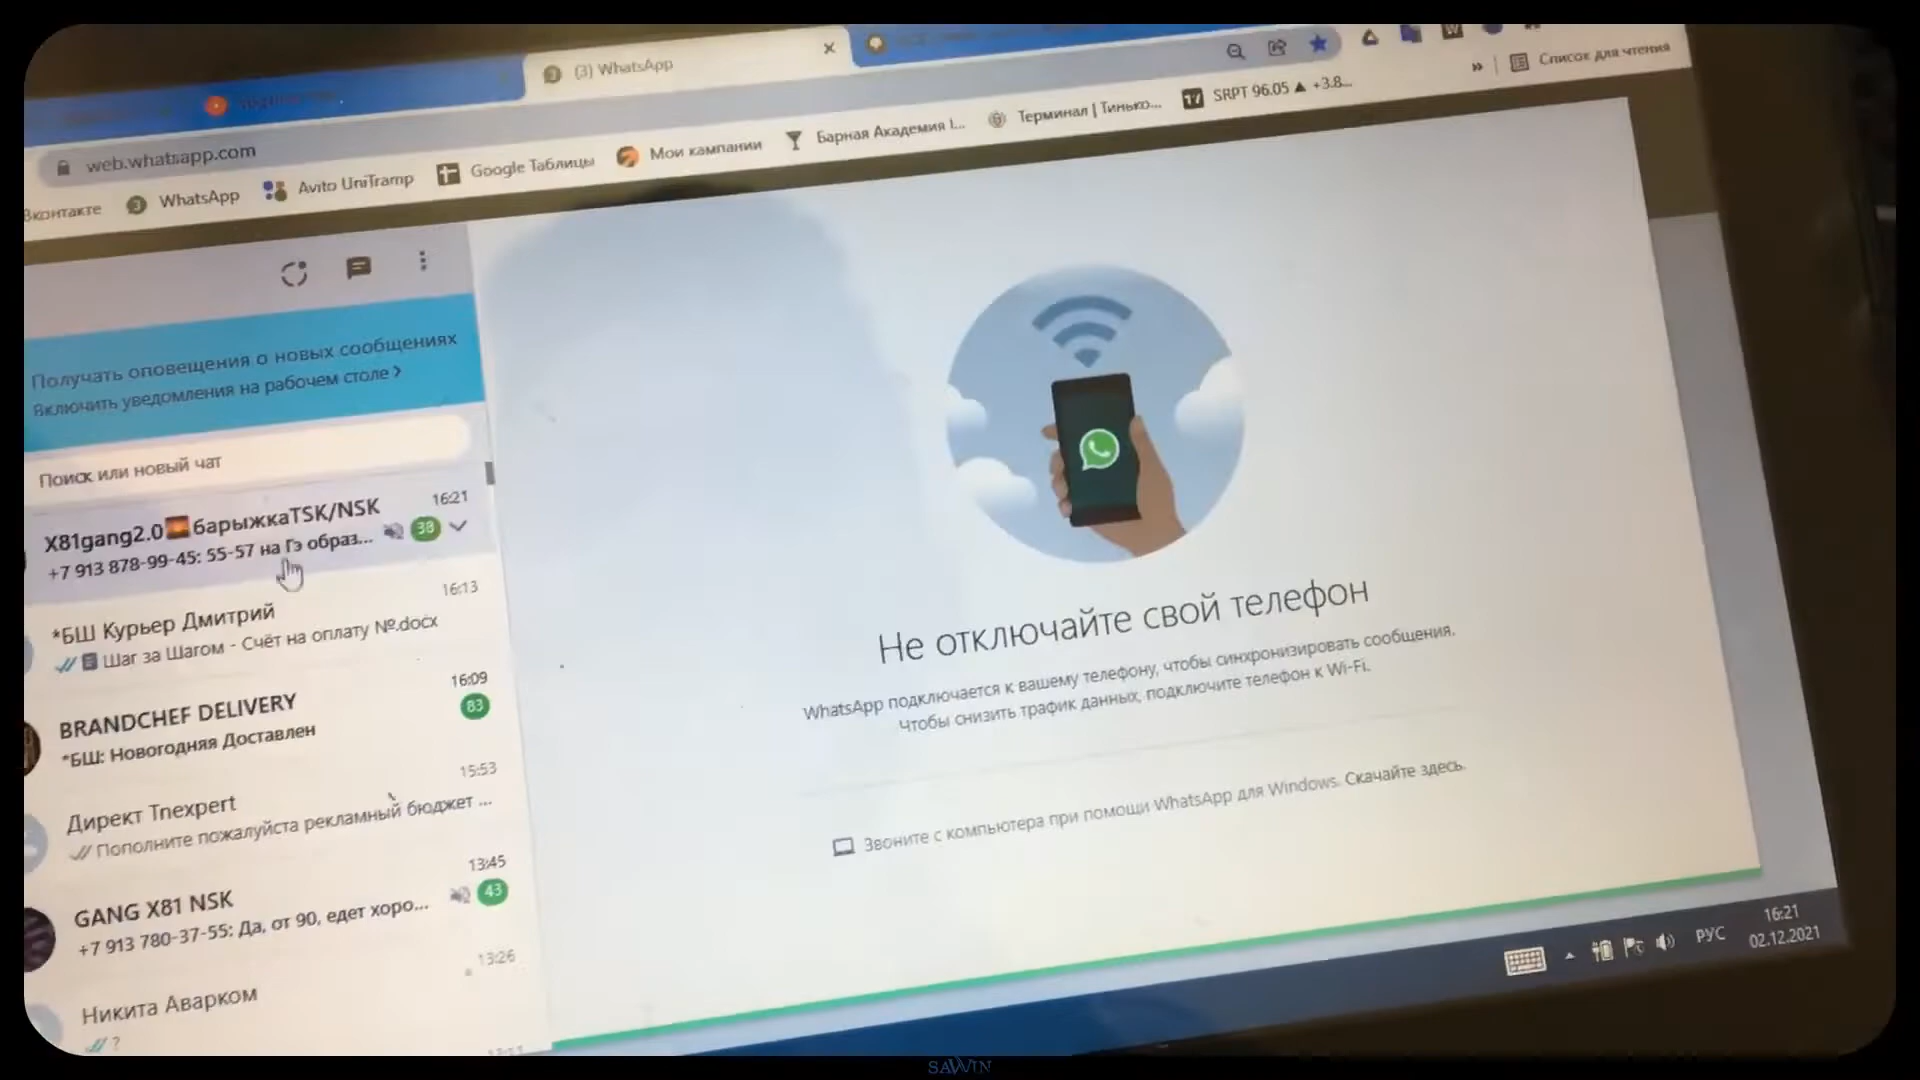 (3) WhatsApp
web.whatsapp.com
Список для чтения
Вконтакте
WhatsApp
Avito UniTramp
Google Таблицы
Мои кампании
Барная Академия I...
Терминал | Тинько...
SRPT 96.05 ▲ +3.8...
Получать оповещения о новых сообщениях
Включить уведомления на рабочем столе >
Поиск или новый чат
X81gang2.0🌅барыжкаTSK/NSK 16:21
+7 913 878-99-45: 55-57 на Гэ образ... 38
*БШ Курьер Дмитрий 16:13
Шаг за Шагом - Счёт на оплату №.docx
BRANDCHEF DELIVERY 16:09
*БШ: Новогодняя Доставлен 83
Директ Tnexpert 15:53
Пополните пожалуйста рекламный бюджет ...
GANG X81 NSK 13:45
+7 913 780-37-55: Да, от 90, едет хоро... 43
Никита Аварком 13:26
?
Не отключайте свой телефон
WhatsApp подключается к вашему телефону, чтобы синхронизировать сообщения.
Чтобы снизить трафик данных, подключите телефон к Wi-Fi.
Звоните с компьютера при помощи WhatsApp для Windows. Скачайте здесь.
РУС
16:21
02.12.2021
SAWIN